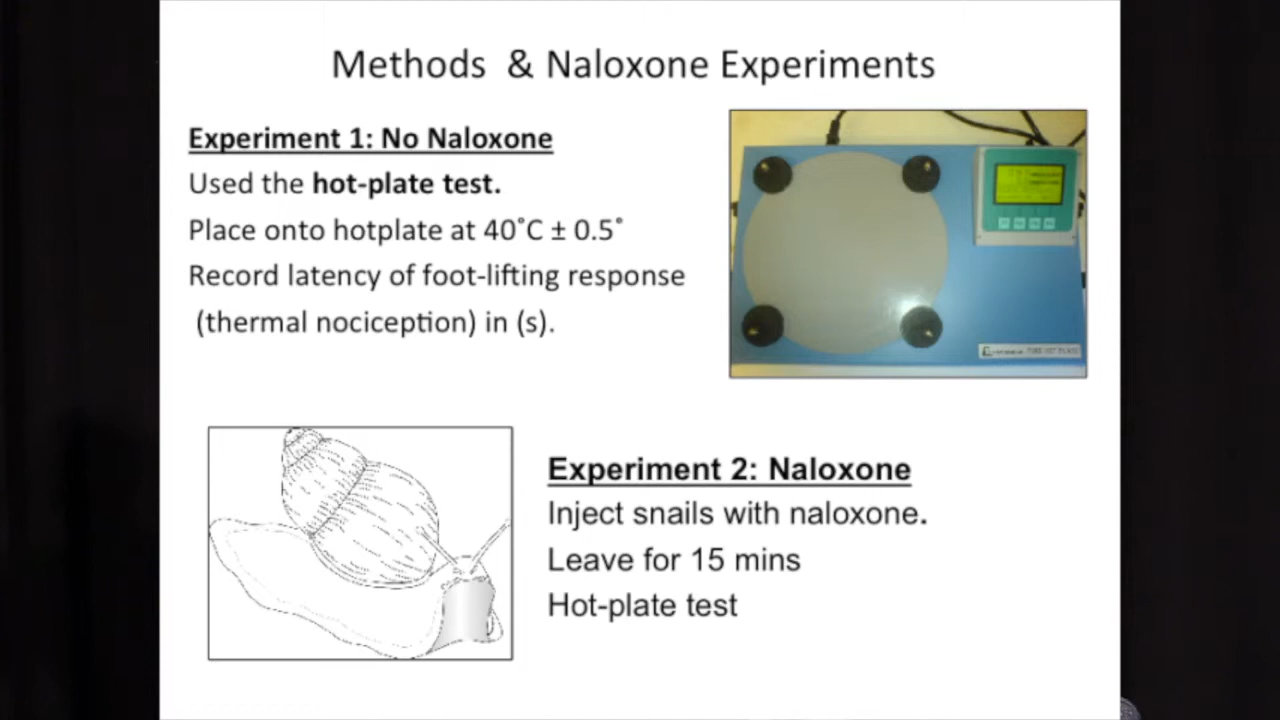 Methods & Naloxone Experiments
Experiment 1: No Naloxone
Used the hot-plate test.
Place onto hotplate at 40˚C ± 0.5˚
Record latency of foot-lifting response
(thermal nociception) in (s).
Experiment 2: Naloxone
Inject snails with naloxone.
Leave for 15 mins
Hot-plate test